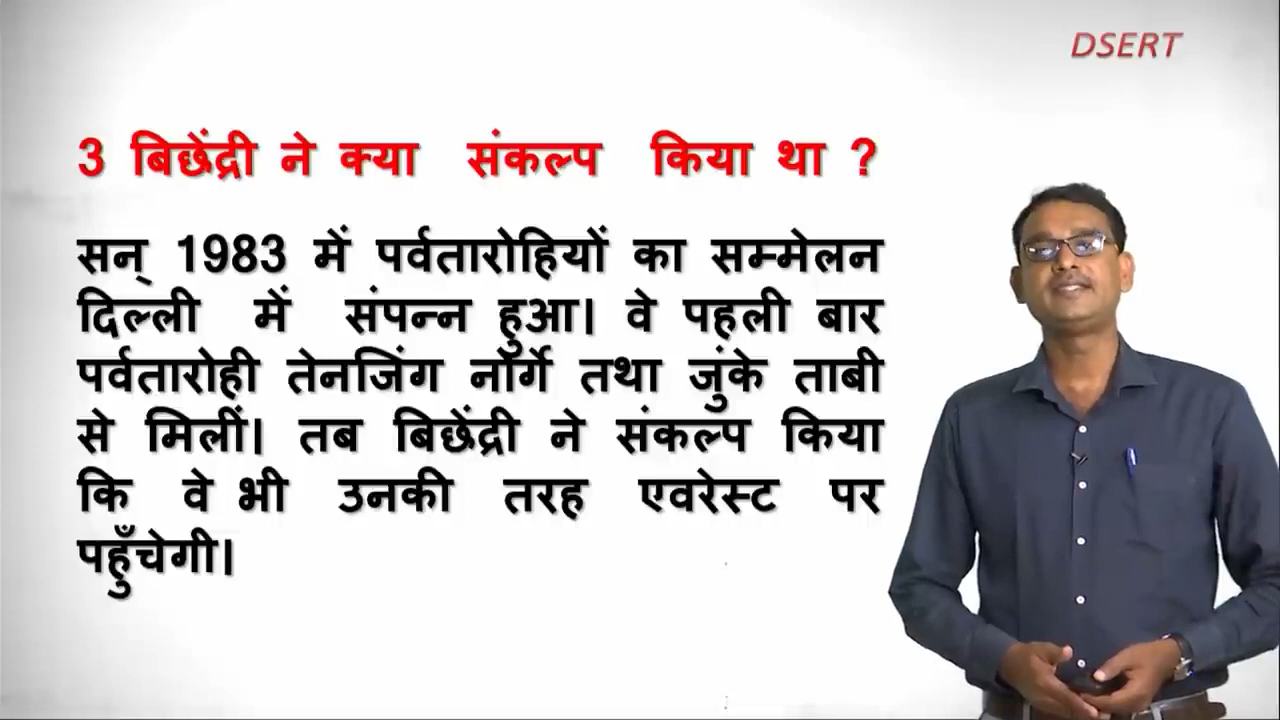 DSERT
3 बिछेंद्री ने क्या संकल्प किया था ?
सन् 1983 में पर्वतारोहियों का सम्मेलन
दिल्ली में संपन्न हुआ। वे पहली बार
पर्वतारोही तेनजिंग नोर्गे तथा जुंके ताबी
से मिलीं। तब बिछेंद्री ने संकल्प किया
कि वे भी उनकी तरह एवरेस्ट पर
पहुँचेगी।